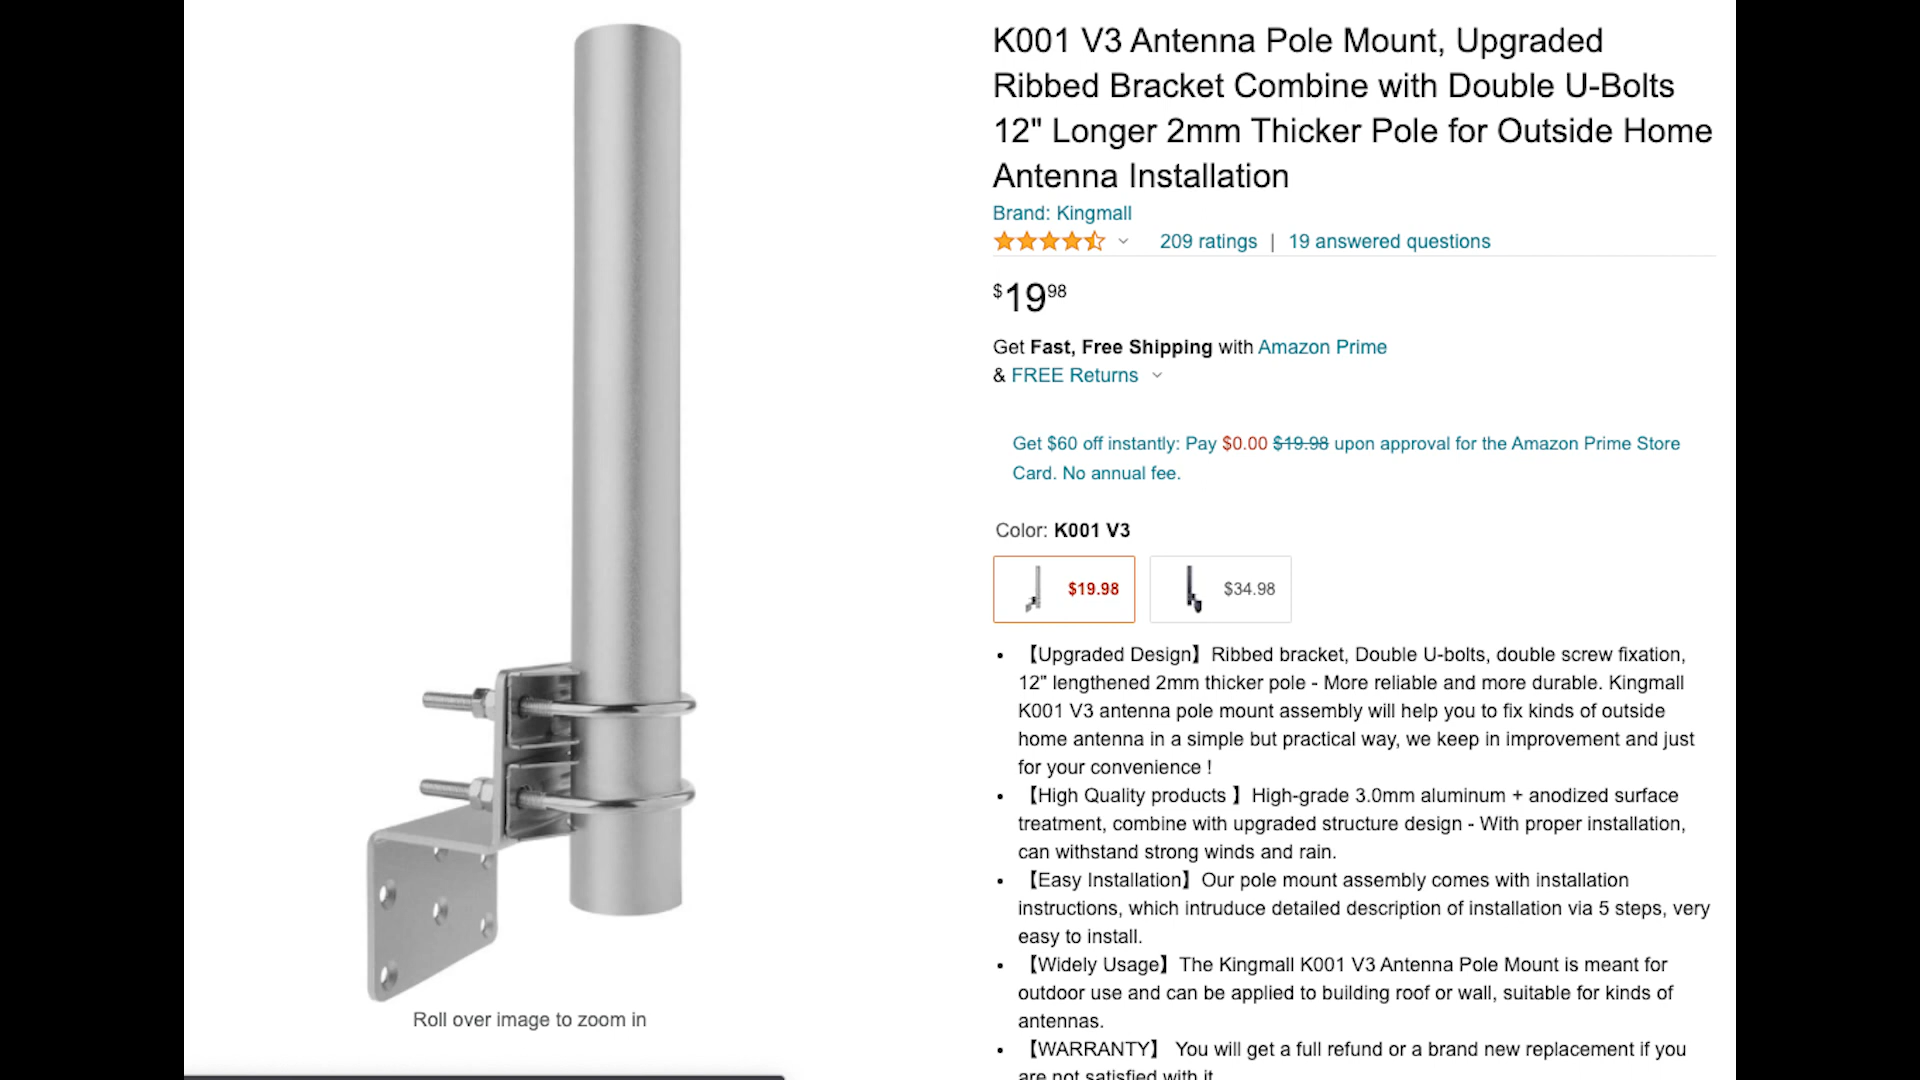 K001 V3 Antenna Pole Mount, Upgraded
Ribbed Bracket Combine with Double U-Bolts
12" Longer 2mm Thicker Pole for Outside Home
Antenna Installation
Brand: Kingmall
209 ratings | 19 answered questions
$19 98
Get Fast, Free Shipping with Amazon Prime
& FREE Returns
Get $60 off instantly: Pay $0.00 $19.98 upon approval for the Amazon Prime Store
Card. No annual fee.
Color: K001 V3
$19.98 $34.98
• 【Upgraded Design】Ribbed bracket, Double U-bolts, double screw fixation,
12" lengthened 2mm thicker pole - More reliable and more durable. Kingmall
K001 V3 antenna pole mount assembly will help you to fix kinds of outside
home antenna in a simple but practical way, we keep in improvement and just
for your convenience !
• 【High Quality products 】High-grade 3.0mm aluminum + anodized surface
treatment, combine with upgraded structure design - With proper installation,
can withstand strong winds and rain.
• 【Easy Installation】Our pole mount assembly comes with installation
instructions, which intruduce detailed description of installation via 5 steps, very
easy to install.
• 【Widely Usage】The Kingmall K001 V3 Antenna Pole Mount is meant for
outdoor use and can be applied to building roof or wall, suitable for kinds of
antennas.
• 【WARRANTY】 You will get a full refund or a brand new replacement if you
are not satisfied with it
Roll over image to zoom in